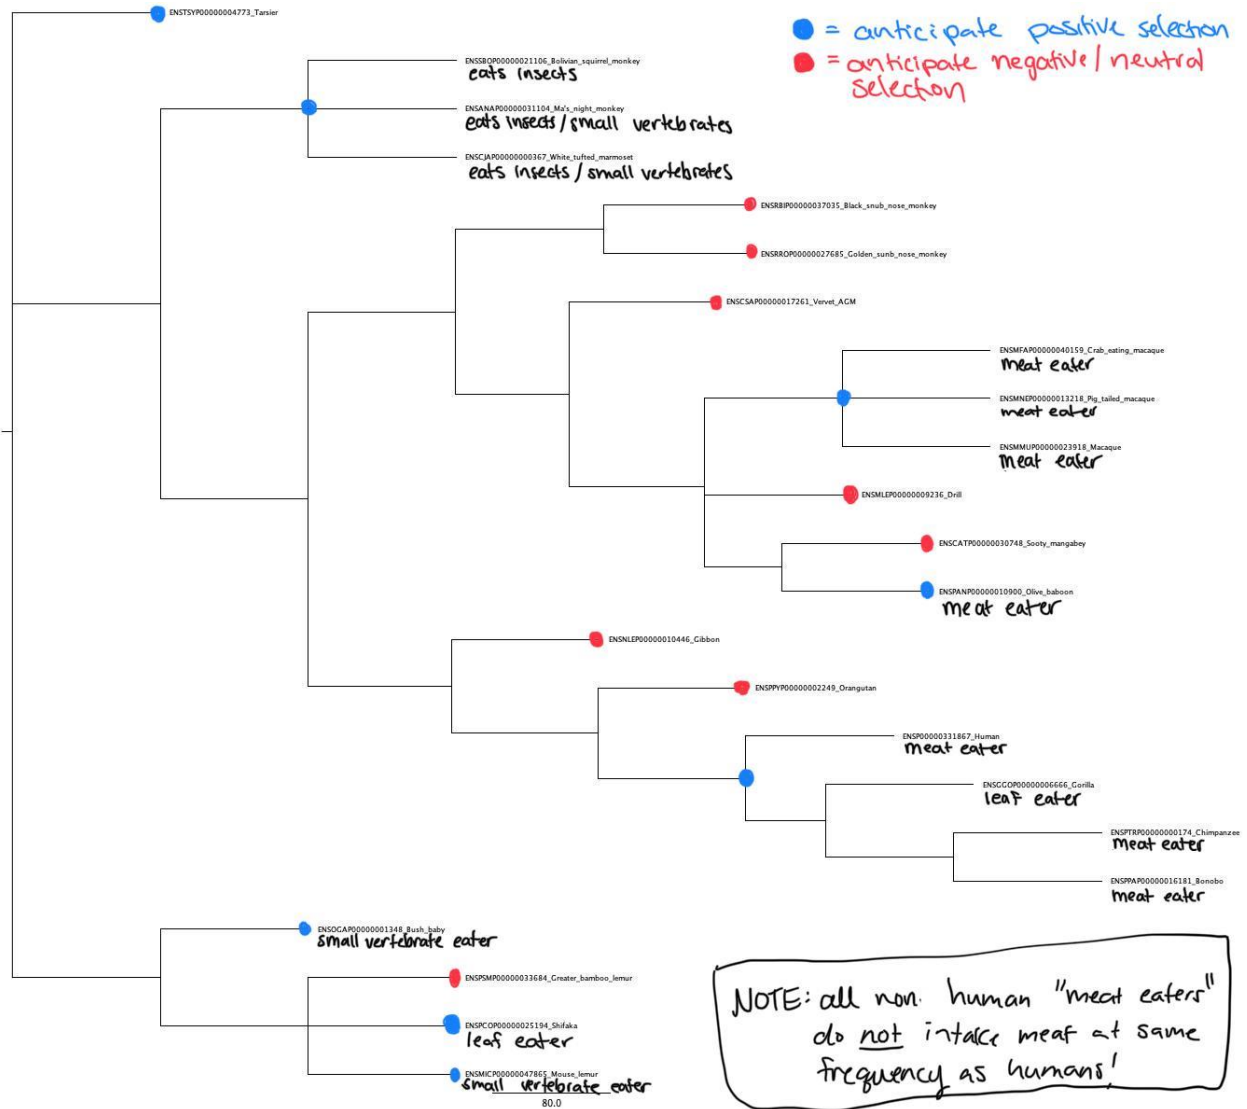 ENSTSYP00000004773_Tarsier
= anticipate positive selection
= anticipate negative/neutral
selection
ENSSBOP00000021106_Bolivian_squirrel_monkey
eats insects
ENSANAP00000031104_Ma's_night_monkey
eats insects/small vertebrates
ENSCJAP00000000367_White_tufted_marmoset
eats insects/small vertebrates
ENSRBIP00000037035_Black_snub_nose_monkey
ENSRROP00000027685_Golden_sunb_nose_monkey
ENSCSAP00000017261_Vervet_AGM
ENSMFAP00000040159_Crab_eating_macaque
meat eater
ENSMNEP00000013218_Pig_tailed_macaque
meat eater
ENSMMUP00000023918_Macaque
meat eater
ENSMLEP00000009236_Drill
ENSCATP00000030748_Sooty_mangabey
ENSPANP00000010900_Olive_baboon
meat eater
ENSNLEP00000010446_Gibbon
ENSPPYP00000002249_Orangutan
ENSP00000331867_Human
meat eater
ENSGGOP00000006666_Gorilla
leaf eater
ENSPTRP00000000174_Chimpanzee
meat eater
ENSPPAP00000016181_Bonobo
meat eater
ENSOGAP00000001348_Bush_baby
small vertebrate eater
ENSPSMP00000033684_Greater_bamboo_lemur
ENSPCOP00000025194_Shifaka
leaf eater
ENSMICP00000047865_Mouse_lemur
small vertebrate eater
80.0
NOTE: all non. human "meat eaters"
do not intake meat at same
frequency as humans!